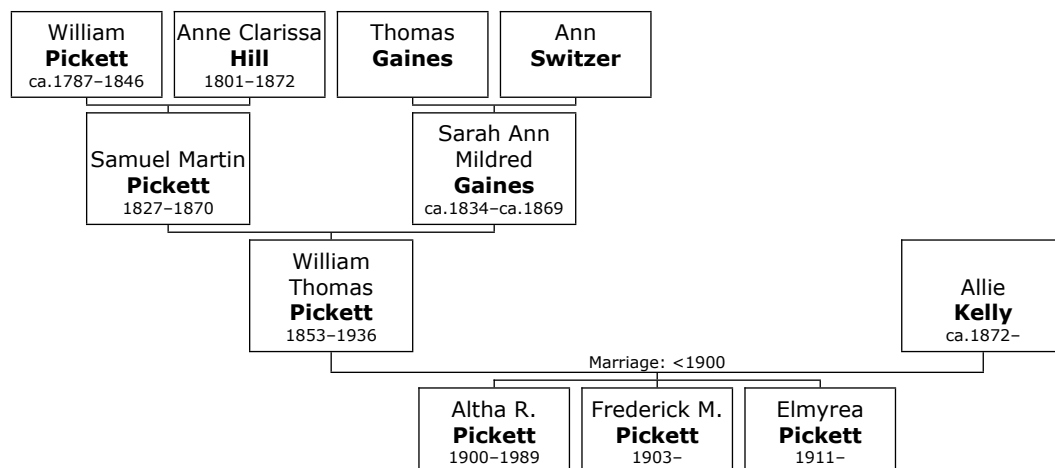 William
Pickett
ca.1787–1846
Anne Clarissa
Hill
1801–1872
Thomas
Gaines
Ann
Switzer
Samuel Martin
Pickett
1827–1870
Sarah Ann
Mildred
Gaines
ca.1834–ca.1869
William
Thomas
Pickett
1853–1936
Allie
Kelly
ca.1872–
Marriage: <1900
Altha R.
Pickett
1900–1989
Frederick M.
Pickett
1903–
Elmyrea
Pickett
1911–